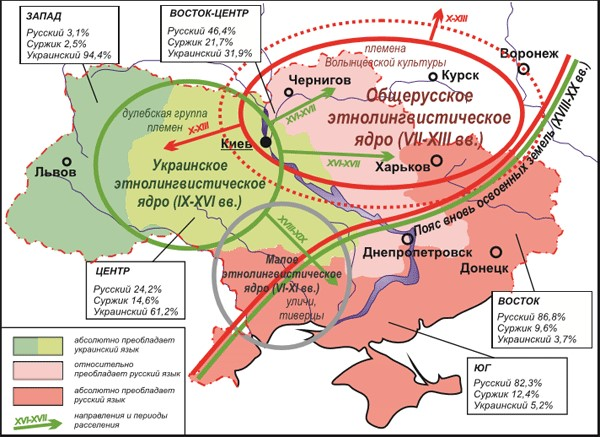 ЗАПАД
Русский 3,1%
Суржик 2,5%
Украинский 94,4%
ВОСТОК-ЦЕНТР
Русский 46,4%
Суржик 21,7%
Украинский 31,9%
X-XIII
племена
Волынцевской культуры
Воронеж
Чернигов
Курск
Общерусское
этнолингвистическое
ядро (VII-XIII вв.)
дулебская группа
племен
X-XIII
XVI-XVII
Киев
XVI-XVII
Харьков
Львов
Украинское
этнолингвистическое
ядро (IX-XVI вв.)
Пояс вновь освоенных земель (XVIII-XX вв.)
XVIII-XIX
Днепропетровск
Донецк
Малое
этнолингвистическое
ядро (VI-XI вв.)
уличи,
тиверцы
ЦЕНТР
Русский 24,2%
Суржик 14,6%
Украинский 61,2%
ВОСТОК
Русский 86,8%
Суржик 9,6%
Украинский 3,7%
ЮГ
Русский 82,3%
Суржик 12,4%
Украинский 5,2%
абсолютно преобладает
украинский язык
относительно
преобладает русский язык
абсолютно преобладает
русский язык
XVI-XVII
направления и периоды
расселения